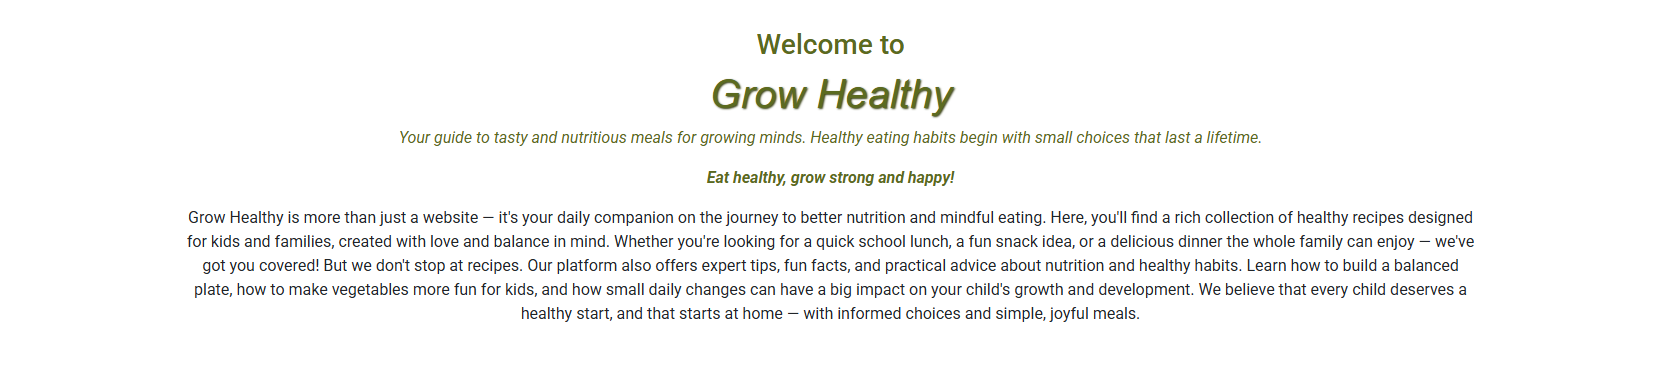 Welcome to
Grow Healthy
Your guide to tasty and nutritious meals for growing minds. Healthy eating habits begin with small choices that last a lifetime.
Eat healthy, grow strong and happy!
Grow Healthy is more than just a website — it's your daily companion on the journey to better nutrition and mindful eating. Here, you'll find a rich collection of healthy recipes designed
for kids and families, created with love and balance in mind. Whether you're looking for a quick school lunch, a fun snack idea, or a delicious dinner the whole family can enjoy — we've
got you covered! But we don't stop at recipes. Our platform also offers expert tips, fun facts, and practical advice about nutrition and healthy habits. Learn how to build a balanced
plate, how to make vegetables more fun for kids, and how small daily changes can have a big impact on your child's growth and development. We believe that every child deserves a
healthy start, and that starts at home — with informed choices and simple, joyful meals.